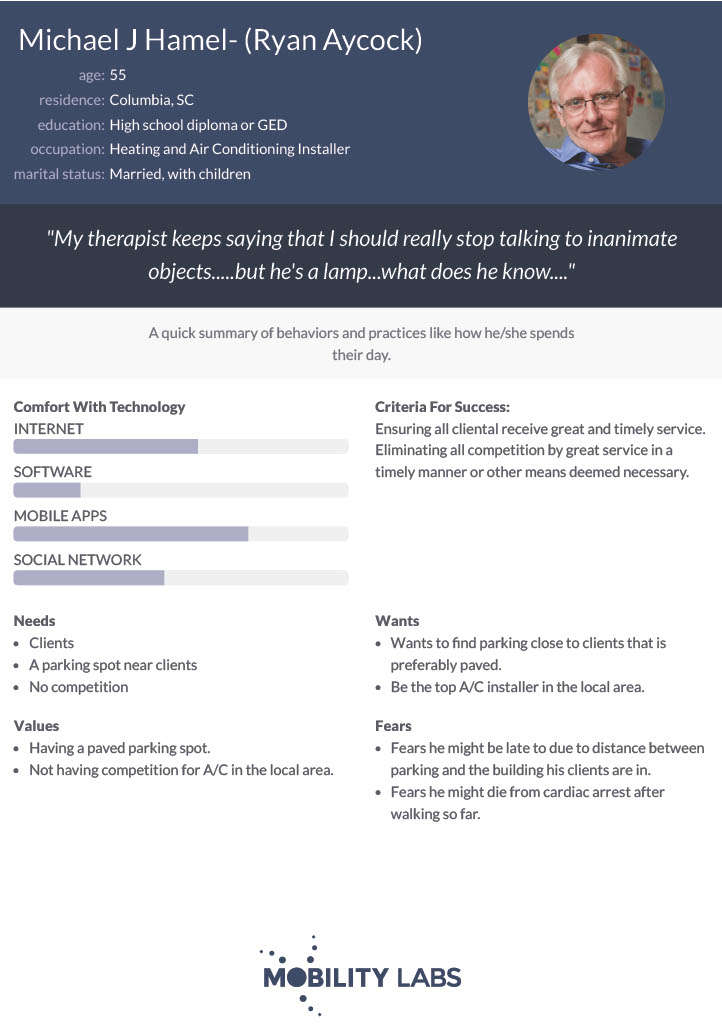 Michael J Hamel- (Ryan Aycock)
age: 55
residence: Columbia, SC
education: High school diploma or GED
occupation: Heating and Air Conditioning Installer
marital status: Married, with children
"My therapist keeps saying that I should really stop talking to inanimate
objects.....but he's a lamp...what does he know...."
A quick summary of behaviors and practices like how he/she spends
their day.
Comfort With Technology
INTERNET
SOFTWARE
MOBILE APPS
SOCIAL NETWORK
Criteria For Success:
Ensuring all cliental receive great and timely service.
Eliminating all competition by great service in a
timely manner or other means deemed necessary.
Needs
• Clients
• A parking spot near clients
• No competition
Wants
• Wants to find parking close to clients that is
preferably paved.
• Be the top A/C installer in the local area.
Values
• Having a paved parking spot.
• Not having competition for A/C in the local area.
Fears
• Fears he might be late to due to distance between
parking and the building his clients are in.
• Fears he might die from cardiac arrest after
walking so far.
MOBILITY LABS